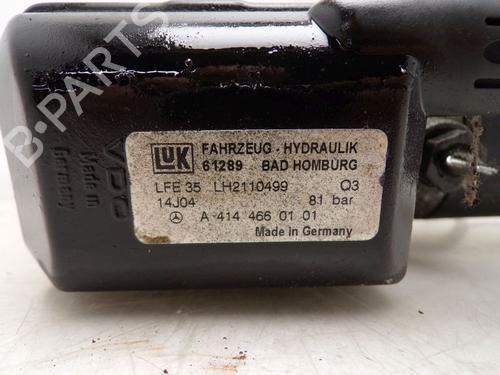 B-PARTS
VDO
Made in
Germany
LUK
FAHRZEUG - HYDRAULIK
61289 BAD HOMBURG
LFE 35 LH2110499 Q3
14J04 81 bar
A 414 466 01 01
Made in Germany